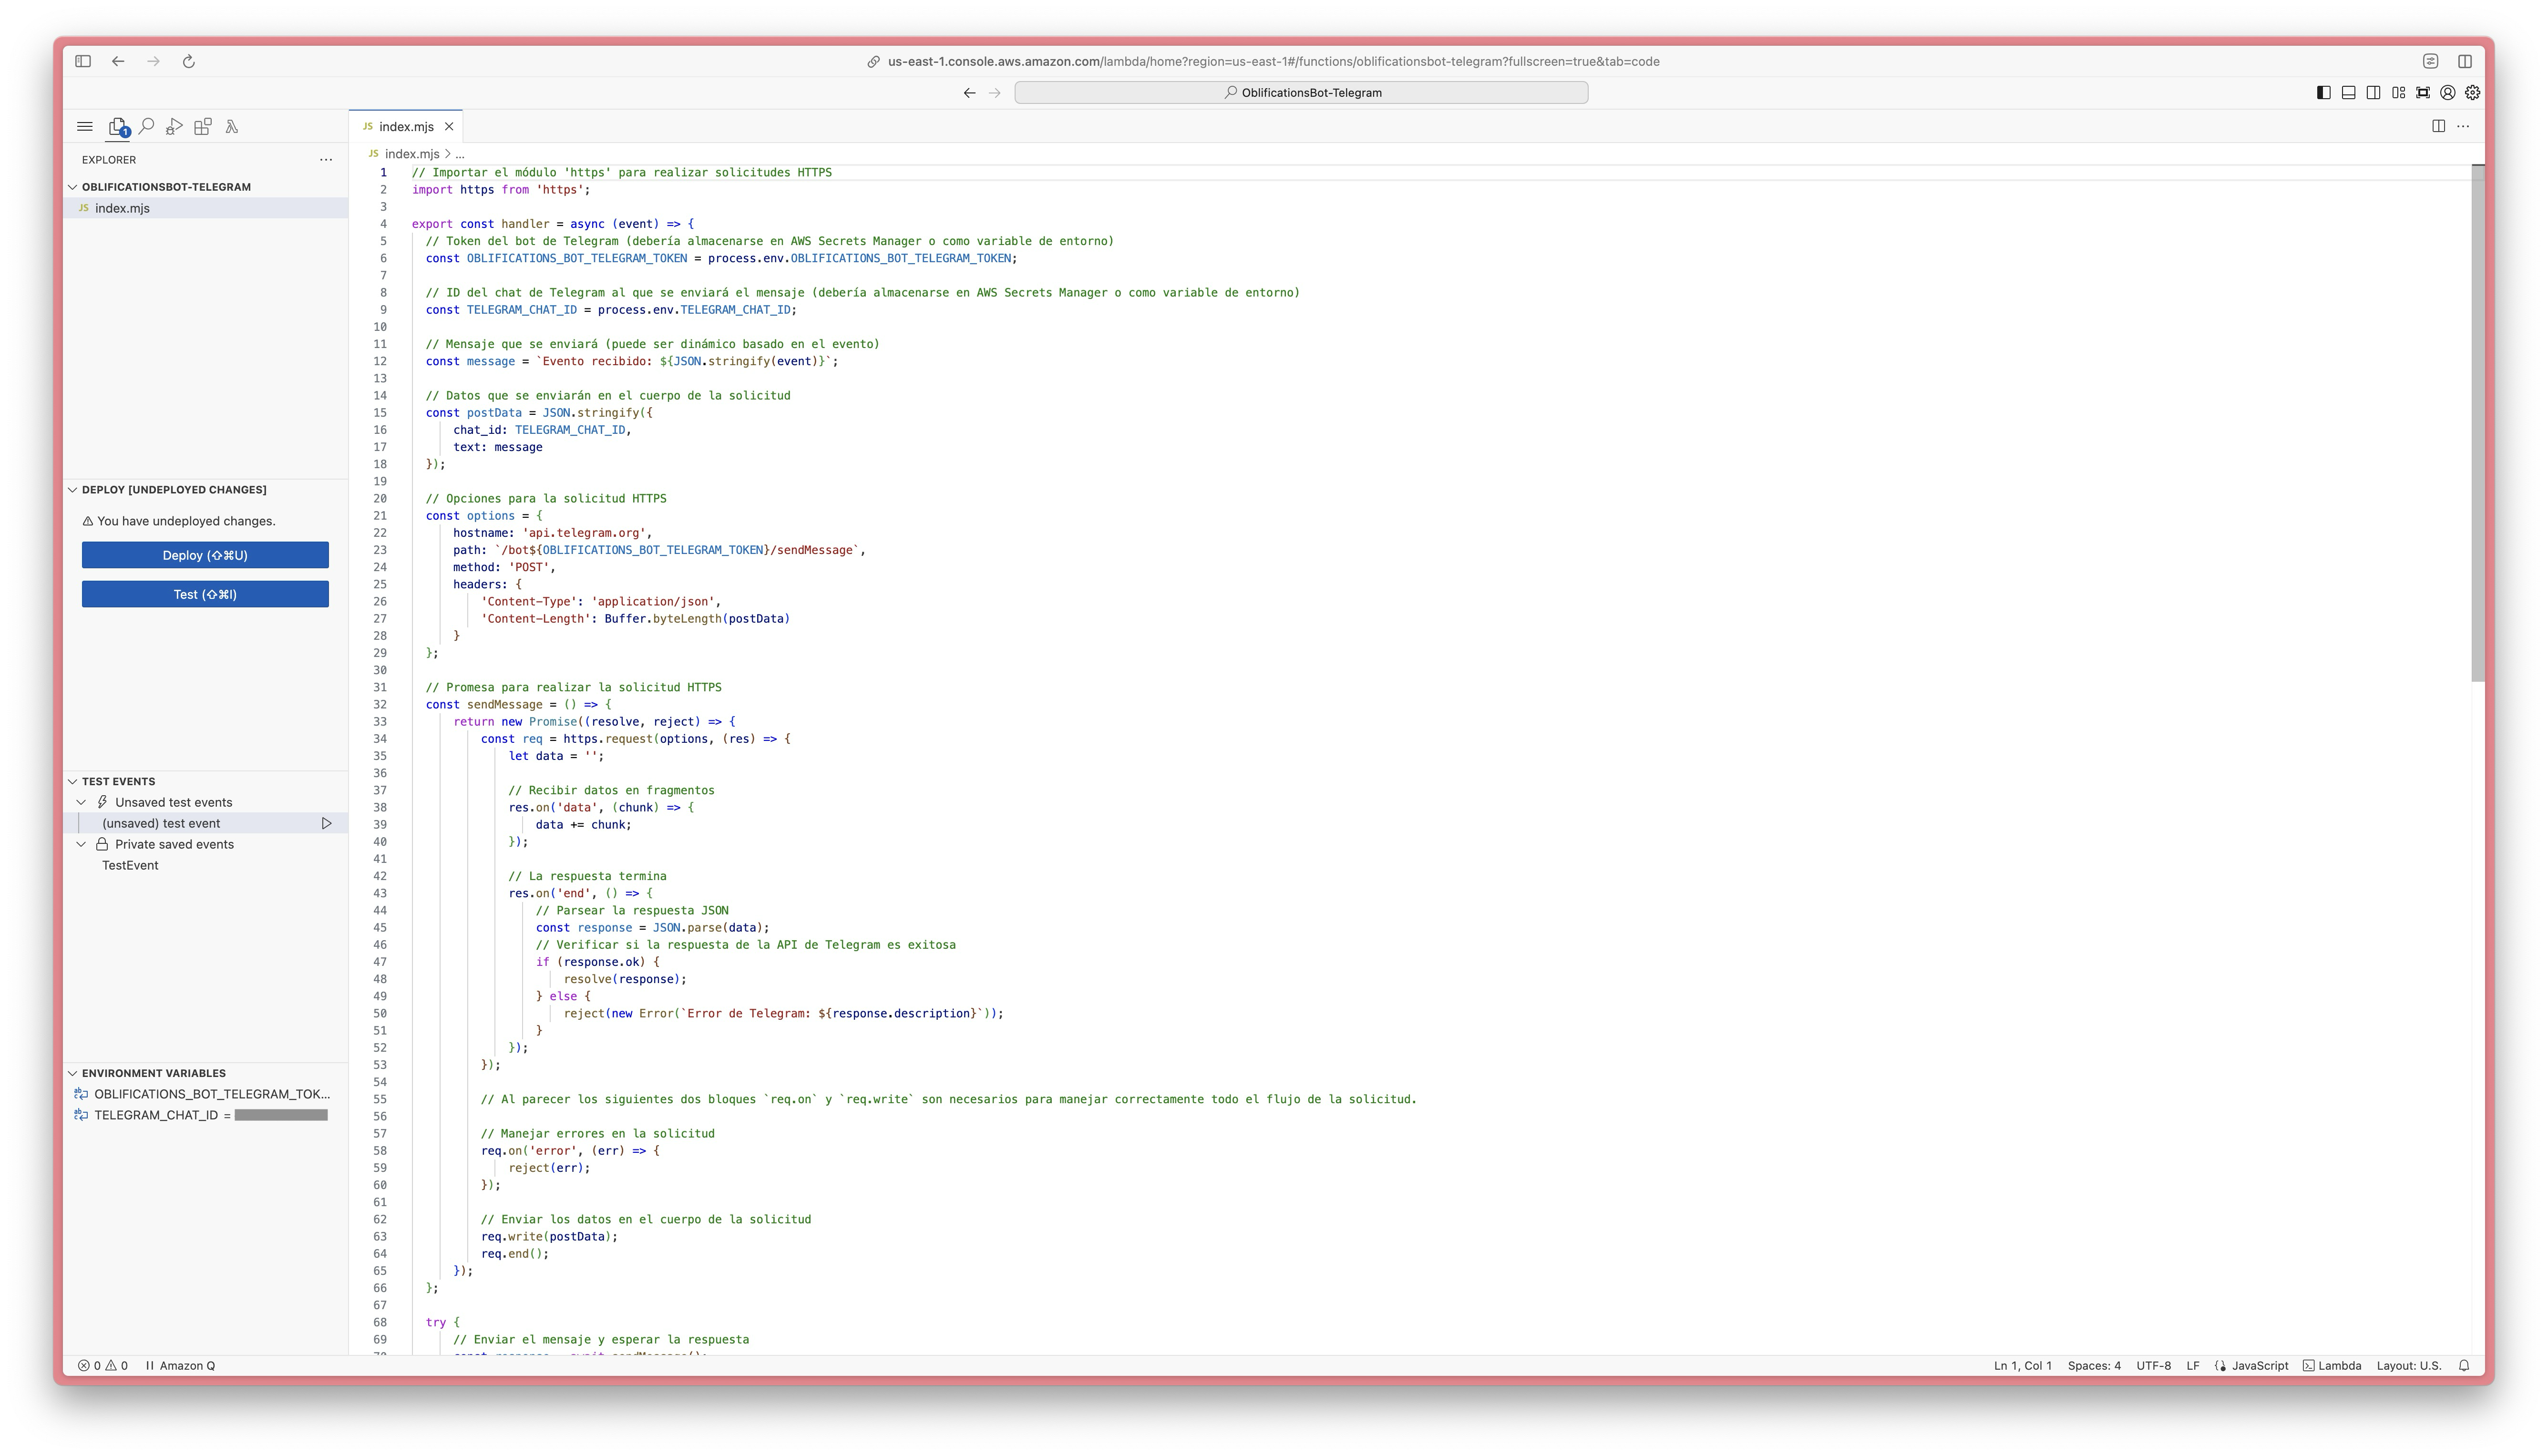 us-east-1.console.aws.amazon.com/lambda/home?region=us-east-1#/functions/oblificationsbot-telegram?fullscreen=true&tab=code
OblificationsBot-Telegram
1
JS index.mjs
EXPLORER
JS index.mjs > ...
OBLIFICATIONSBOT-TELEGRAM
JS index.mjs
DEPLOY [UNDEPLOYED CHANGES]
You have undeployed changes.
Deploy (⇧⌘U)
Test (⇧⌘I)
TEST EVENTS
Unsaved test events
(unsaved) test event
Private saved events
TestEvent
ENVIRONMENT VARIABLES
OBLIFICATIONS_BOT_TELEGRAM_TOK...
TELEGRAM_CHAT_ID =
1 // Importar el módulo 'https' para realizar solicitudes HTTPS
2 import https from 'https';
3
4 export const handler = async (event) => {
5 // Token del bot de Telegram (debería almacenarse en AWS Secrets Manager o como variable de entorno)
6 const OBLIFICATIONS_BOT_TELEGRAM_TOKEN = process.env.OBLIFICATIONS_BOT_TELEGRAM_TOKEN;
7
8 // ID del chat de Telegram al que se enviará el mensaje (debería almacenarse en AWS Secrets Manager o como variable de entorno)
9 const TELEGRAM_CHAT_ID = process.env.TELEGRAM_CHAT_ID;
10
11 // Mensaje que se enviará (puede ser dinámico basado en el evento)
12 const message = `Evento recibido: ${JSON.stringify(event)}`;
13
14 // Datos que se enviarán en el cuerpo de la solicitud
15 const postData = JSON.stringify({
16 chat_id: TELEGRAM_CHAT_ID,
17 text: message
18 });
19
20 // Opciones para la solicitud HTTPS
21 const options = {
22 hostname: 'api.telegram.org',
23 path: `/bot${OBLIFICATIONS_BOT_TELEGRAM_TOKEN}/sendMessage`,
24 method: 'POST',
25 headers: {
26 'Content-Type': 'application/json',
27 'Content-Length': Buffer.byteLength(postData)
28 }
29 };
30
31 // Promesa para realizar la solicitud HTTPS
32 const sendMessage = () => {
33 return new Promise((resolve, reject) => {
34 const req = https.request(options, (res) => {
35 let data = '';
36
37 // Recibir datos en fragmentos
38 res.on('data', (chunk) => {
39 data += chunk;
40 });
41
42 // La respuesta termina
43 res.on('end', () => {
44 // Parsear la respuesta JSON
45 const response = JSON.parse(data);
46 // Verificar si la respuesta de la API de Telegram es exitosa
47 if (response.ok) {
48 resolve(response);
49 } else {
50 reject(new Error(`Error de Telegram: ${response.description}`));
51 }
52 });
53 });
54
55 // Al parecer los siguientes dos bloques `req.on` y `req.write` son necesarios para manejar correctamente todo el flujo de la solicitud.
56
57 // Manejar errores en la solicitud
58 req.on('error', (err) => {
59 reject(err);
60 });
61
62 // Enviar los datos en el cuerpo de la solicitud
63 req.write(postData);
64 req.end();
65 });
66 };
67
68 try {
69 // Enviar el mensaje y esperar la respuesta
0 0 Amazon Q
Ln 1, Col 1 Spaces: 4 UTF-8 LF JavaScript Lambda Layout: U.S.